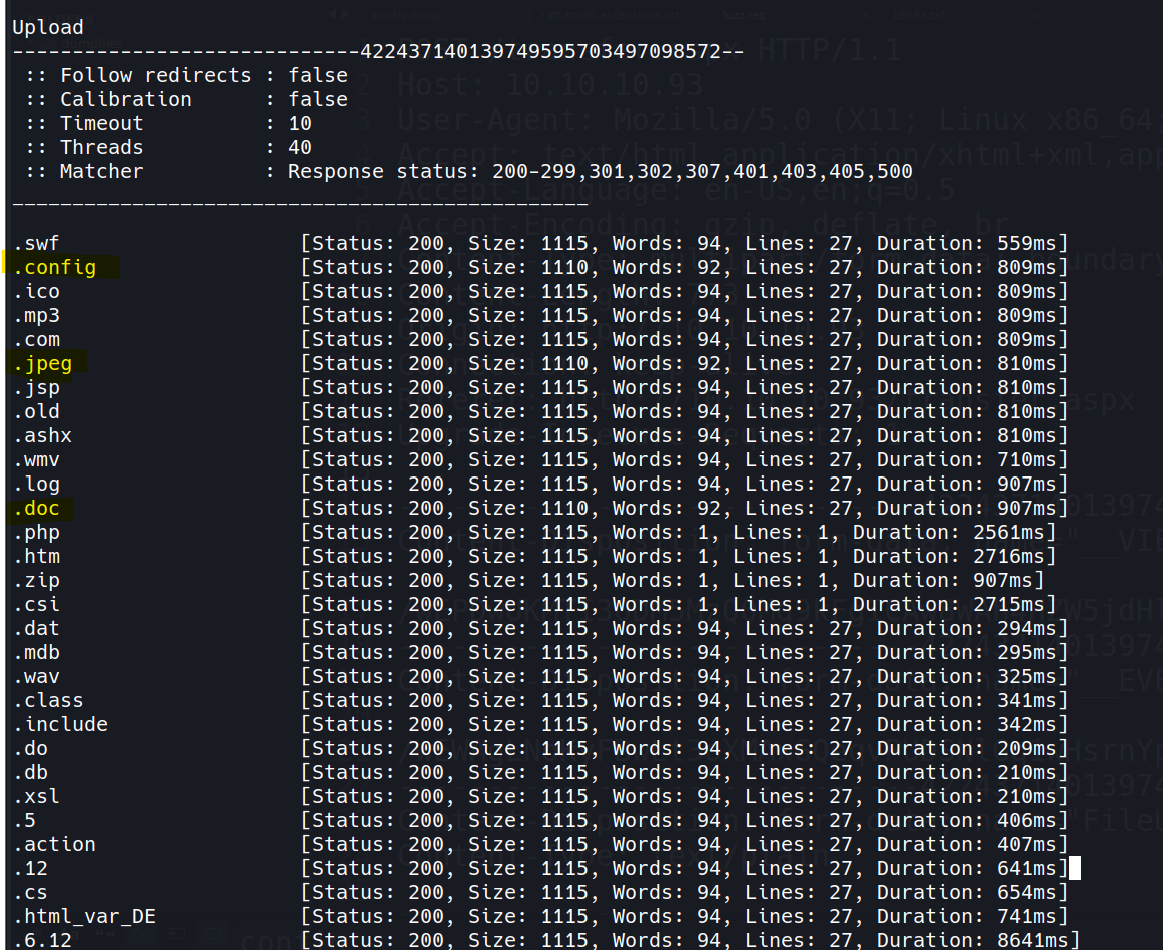 Upload
-----------------------------4224371401397495957034970985​72--
:: Follow redirects : false
:: Calibration : false
:: Timeout : 10
:: Threads : 40
:: Matcher : Response status: 200-299,301,302,307,401,403,405,500
________________________________________________
.swf [Status: 200, Size: 1115, Words: 94, Lines: 27, Duration: 559ms]
.config [Status: 200, Size: 1110, Words: 92, Lines: 27, Duration: 809ms]
.ico [Status: 200, Size: 1115, Words: 94, Lines: 27, Duration: 809ms]
.mp3 [Status: 200, Size: 1115, Words: 94, Lines: 27, Duration: 809ms]
.com [Status: 200, Size: 1115, Words: 94, Lines: 27, Duration: 809ms]
.jpeg [Status: 200, Size: 1110, Words: 92, Lines: 27, Duration: 810ms]
.jsp [Status: 200, Size: 1115, Words: 94, Lines: 27, Duration: 810ms]
.old [Status: 200, Size: 1115, Words: 94, Lines: 27, Duration: 810ms]
.ashx [Status: 200, Size: 1115, Words: 94, Lines: 27, Duration: 810ms]
.wmv [Status: 200, Size: 1115, Words: 94, Lines: 27, Duration: 710ms]
.log [Status: 200, Size: 1115, Words: 94, Lines: 27, Duration: 907ms]
.doc [Status: 200, Size: 1110, Words: 92, Lines: 27, Duration: 907ms]
.php [Status: 200, Size: 1115, Words: 1, Lines: 1, Duration: 2561ms]
.htm [Status: 200, Size: 1115, Words: 1, Lines: 1, Duration: 2716ms]
.zip [Status: 200, Size: 1115, Words: 1, Lines: 1, Duration: 907ms]
.csi [Status: 200, Size: 1115, Words: 1, Lines: 1, Duration: 2715ms]
.dat [Status: 200, Size: 1115, Words: 94, Lines: 27, Duration: 294ms]
.mdb [Status: 200, Size: 1115, Words: 94, Lines: 27, Duration: 295ms]
.wav [Status: 200, Size: 1115, Words: 94, Lines: 27, Duration: 325ms]
.class [Status: 200, Size: 1115, Words: 94, Lines: 27, Duration: 341ms]
.include [Status: 200, Size: 1115, Words: 94, Lines: 27, Duration: 342ms]
.do [Status: 200, Size: 1115, Words: 94, Lines: 27, Duration: 209ms]
.db [Status: 200, Size: 1115, Words: 94, Lines: 27, Duration: 210ms]
.xsl [Status: 200, Size: 1115, Words: 94, Lines: 27, Duration: 210ms]
.5 [Status: 200, Size: 1115, Words: 94, Lines: 27, Duration: 406ms]
.action [Status: 200, Size: 1115, Words: 94, Lines: 27, Duration: 407ms]
.12 [Status: 200, Size: 1115, Words: 94, Lines: 27, Duration: 641ms]
.cs [Status: 200, Size: 1115, Words: 94, Lines: 27, Duration: 654ms]
.html_var_DE [Status: 200, Size: 1115, Words: 94, Lines: 27, Duration: 741ms]
.6.12 [Status: 200, Size: 1115, Words: 94, Lines: 27, Duration: 8641ms]